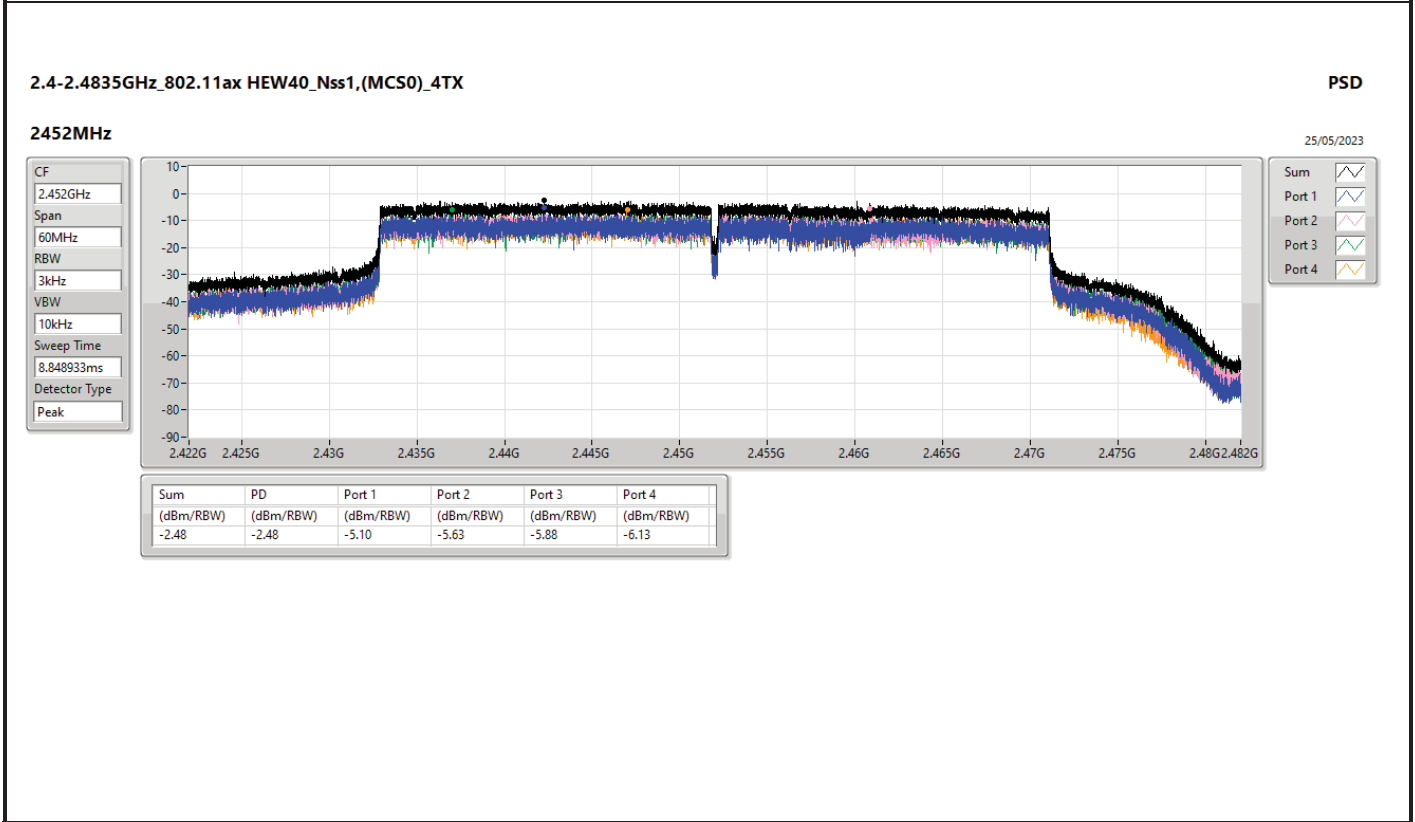 2.4-2.4835GHz_802.11ax HEW40_Nss1,(MCS0)_4TX
PSD
2452MHz
25/05/2023
CF
2.452GHz
Span
60MHz
RBW
3kHz
VBW
10kHz
Sweep Time
8.848933ms
Detector Type
Peak
10
0
-10
-20
-30
-40
-50
-60
-70
-80
-90
2.422G 2.425G 2.43G 2.435G 2.44G 2.445G 2.45G 2.455G 2.46G 2.465G 2.47G 2.475G 2.48G 2.482G
Sum
Port 1
Port 2
Port 3
Port 4
Sum PD Port 1 Port 2 Port 3 Port 4
(dBm/RBW) (dBm/RBW) (dBm/RBW) (dBm/RBW) (dBm/RBW) (dBm/RBW)
-2.48 -2.48 -5.10 -5.63 -5.88 -6.13